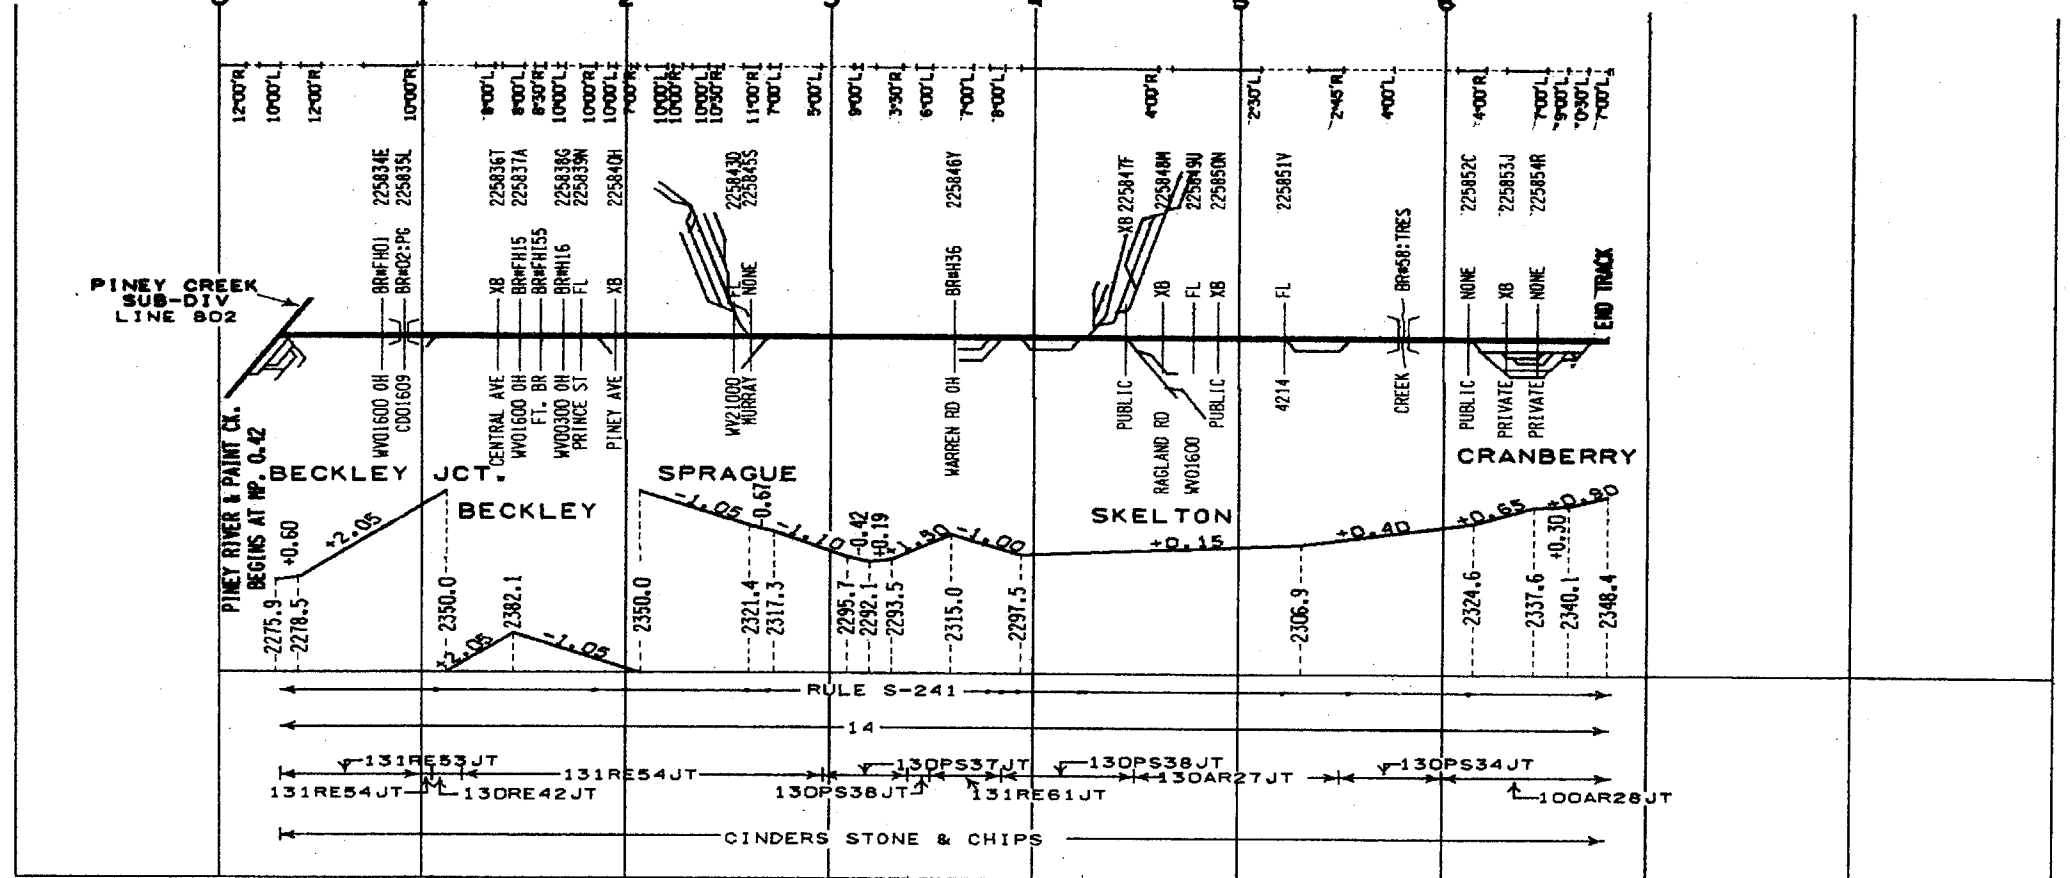 0 1 2 3
12°00'R 10°00'L 12°00'R 10°00'R 8°00'L 8°00'L 8°30'R 10°00'L 10°00'R 10°00'L 7°00'R 10°00'L 10°00'R 10°00'L 10°30'R 11°00'R 7°00'L 5°00'L 9°00'L 3°30'R 6°00'L 7°00'L 8°00'L 4°00'R 2°30'L 2°45'R 4°00'L 4°00'R 7°00'L 9°00'L 7°00'L
225834E 225835L 225836T 225837A 225838G 225839N 225840H 225843D 225845S 225846Y 225847F 225848M 225849U 225850N 225851V 225852C 225853J 225854R
BR#FH01 BR#02:PG XB BR#FH15 BR#FH155 BR#H16 FL XB FL NONE BR#H36 XB XB FL XB FL BR#58:TRES NONE XB NONE END TRACK
PINEY CREEK
SUB-DIV
LINE 802
WV01600 OH CD01609 CENTRAL AVE WV01600 OH FT. BR WV00300 OH PRINCE ST PINEY AVE WV21000 MURRAY WARREN RD OH PUBLIC RAGLAND RD WV01600 PUBLIC 4214 CREEK PUBLIC PRIVATE PRIVATE
PINEY RIVER & PAINT CK.
BEGINS AT MP. 0.42
BECKLEY JCT. SPRAGUE CRANBERRY
BECKLEY SKELTON
+0.60 +2.05 -1.05 -0.67 -1.10 -0.42 +0.19 +1.30 -1.00 +0.15 +0.40 +0.65 +0.30 +0.90
2275.9 2278.5 2350.0 2382.1 2350.0 2321.4 2317.3 2295.7 2292.1 2293.5 2315.0 2297.5 2306.9 2324.6 2337.6 2340.1 2348.4
+2.05 -1.05
RULE S-241
14
131RE53JT 130PS37JT 130PS38JT 130PS34JT
131RE54JT 130AR27JT
131RE54JT 130RE42JT 130PS38JT 131RE61JT 100AR28JT
CINDERS STONE & CHIPS